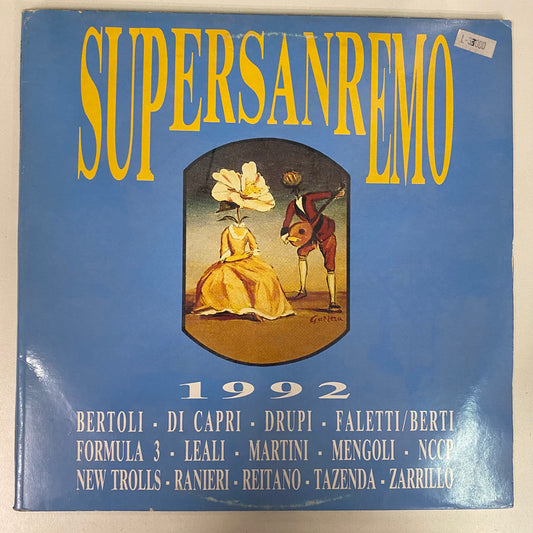 SUPERSANREMO
1992
BERTOLI - DI CAPRI - DRUPI - FALETTI/BERTI
FORMULA 3 - LEALI - MARTINI - MENGOLI - NCCP
NEW TROLLS - RANIERI - REITANO - TAZENDA - ZARRILLO